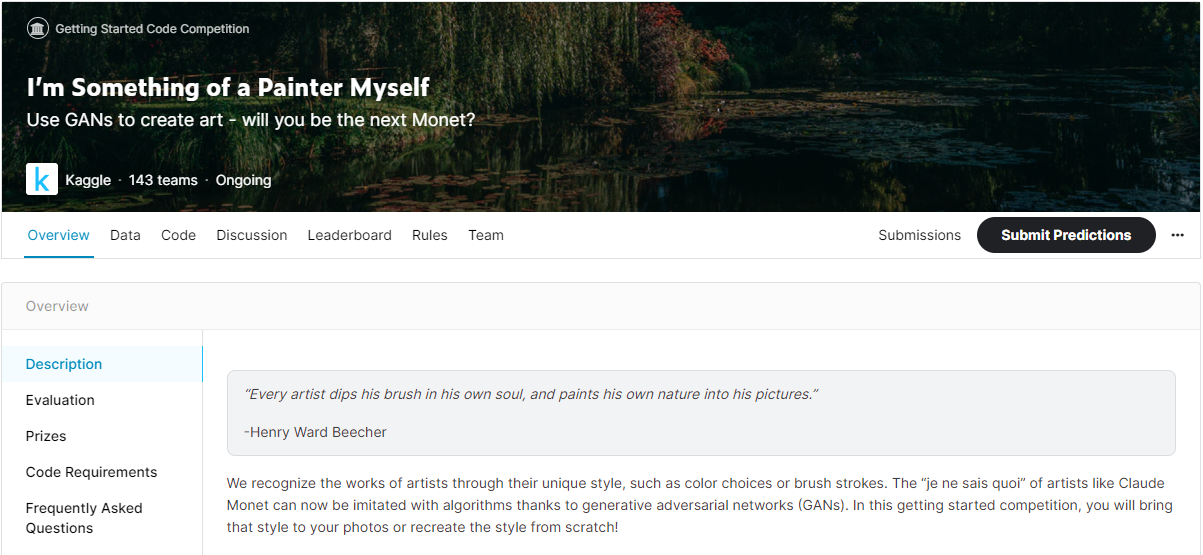 Getting Started Code Competition
I'm Something of a Painter Myself
Use GANs to create art - will you be the next Monet?
k Kaggle · 143 teams · Ongoing
Overview Data Code Discussion Leaderboard Rules Team Submissions Submit Predictions ···
Overview
Description
Evaluation
Prizes
Code Requirements
Frequently Asked
Questions
“Every artist dips his brush in his own soul, and paints his own nature into his pictures.”
-Henry Ward Beecher
We recognize the works of artists through their unique style, such as color choices or brush strokes. The “je ne sais quoi” of artists like Claude
Monet can now be imitated with algorithms thanks to generative adversarial networks (GANs). In this getting started competition, you will bring
that style to your photos or recreate the style from scratch!